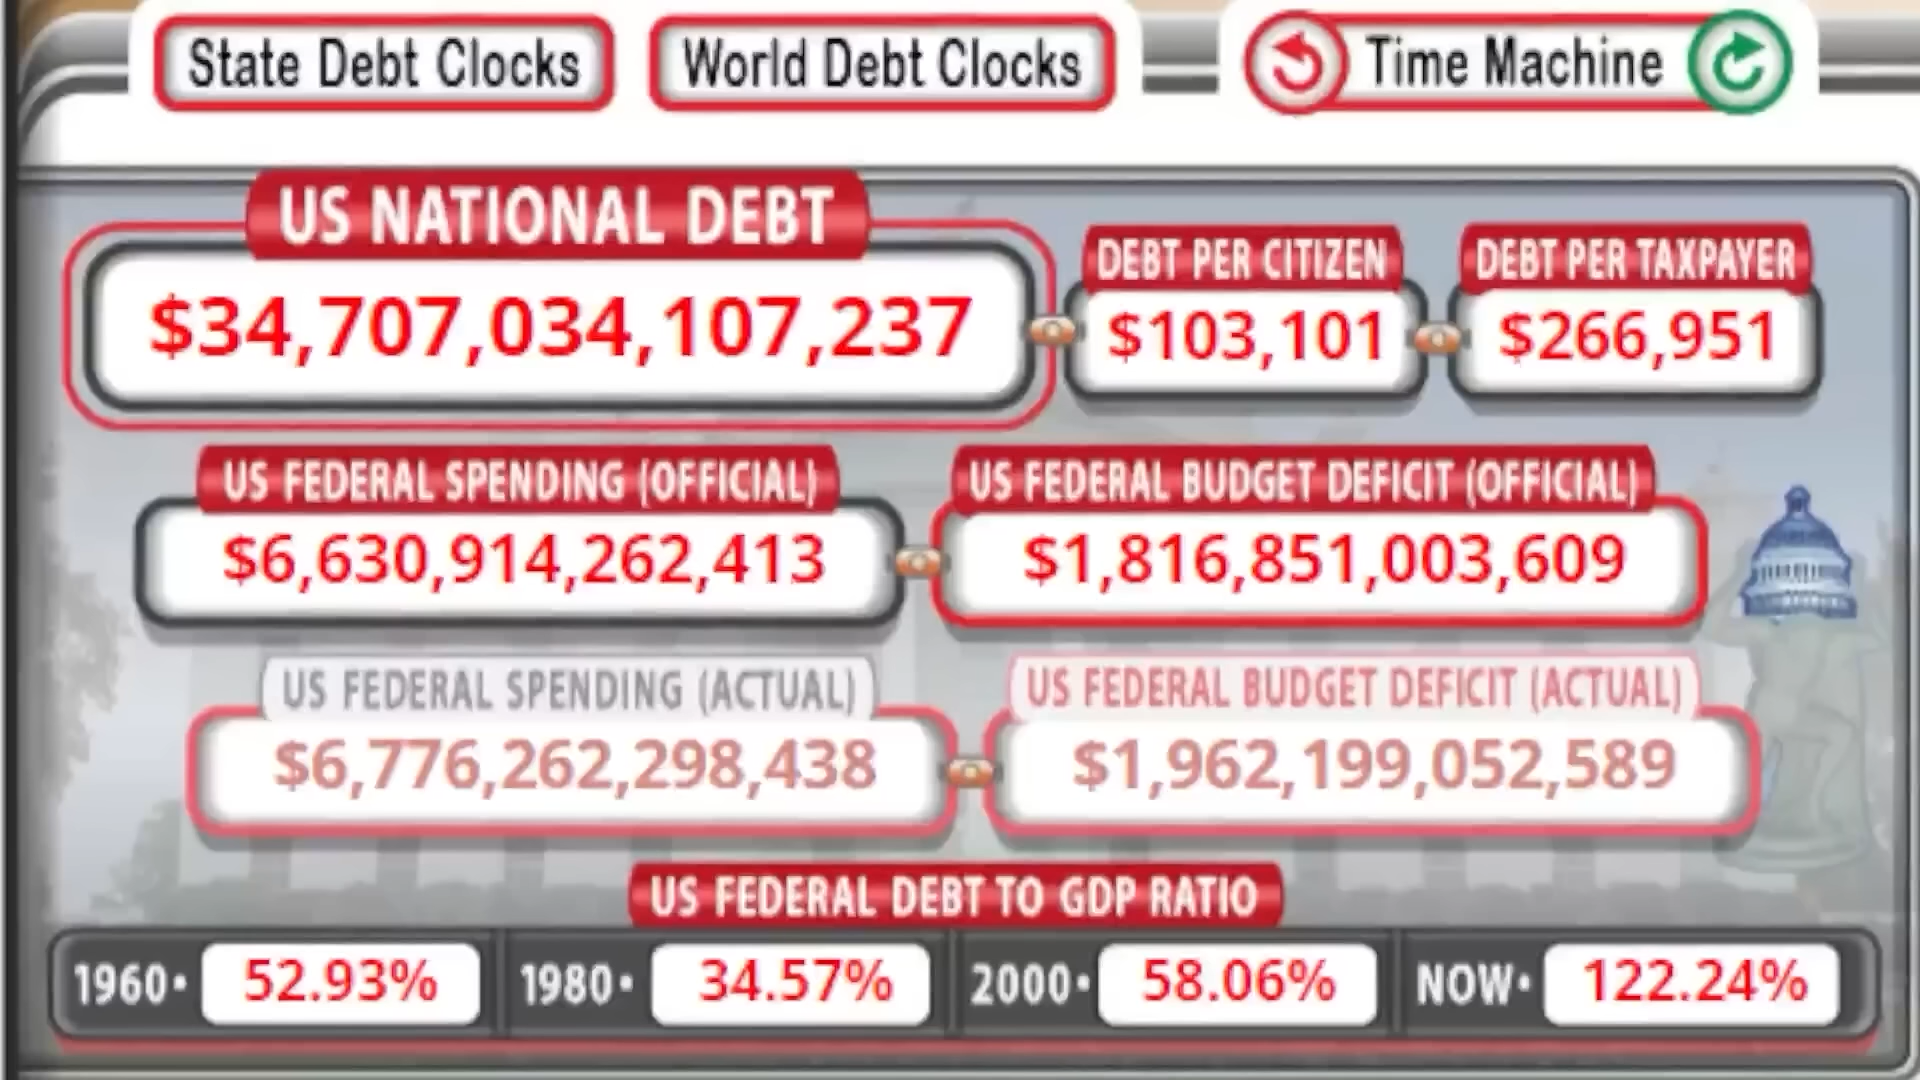 State Debt Clocks World Debt Clocks Time Machine
US NATIONAL DEBT
DEBT PER CITIZEN DEBT PER TAXPAYER
$34,707,034,107,237 $103,101 $266,951
US FEDERAL SPENDING (OFFICIAL) US FEDERAL BUDGET DEFICIT (OFFICIAL)
$6,630,914,262,413 $1,816,851,003,609
US FEDERAL SPENDING (ACTUAL) US FEDERAL BUDGET DEFICIT (ACTUAL)
$6,776,262,298,438 $1,962,199,052,589
US FEDERAL DEBT TO GDP RATIO
1960• 52.93% 1980• 34.57% 2000• 58.06% NOW• 122.24%